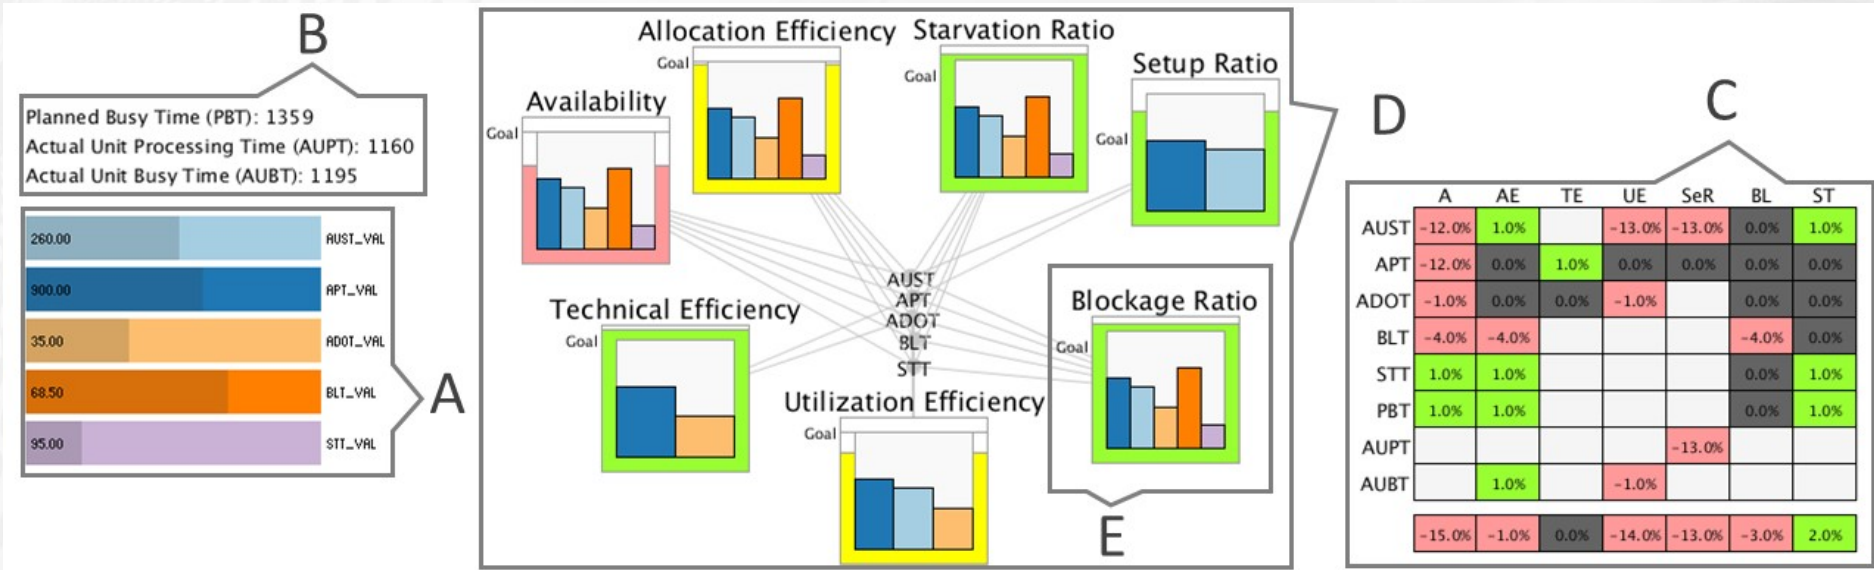 B
Planned Busy Time (PBT): 1359
Actual Unit Processing Time (AUPT): 1160
Actual Unit Busy Time (AUBT): 1195
260.00 AUST_VAL
900.00 APT_VAL
35.00 ADOT_VAL
68.50 BLT_VAL
95.00 STT_VAL
A
Allocation Efficiency
Goal
Starvation Ratio
Goal
Setup Ratio
Goal
Availability
Goal
AUST
APT
ADOT
BLT
STT
Technical Efficiency
Goal
Blockage Ratio
Goal
Utilization Efficiency
Goal
E
D
C
A AE TE UE SeR BL ST
AUST -12.0% 1.0% -13.0% -13.0% 0.0% 1.0%
APT -12.0% 0.0% 1.0% 0.0% 0.0% 0.0% 0.0%
ADOT -1.0% 0.0% 0.0% -1.0% 0.0% 0.0%
BLT -4.0% -4.0% -4.0% 0.0%
STT 1.0% 1.0% 0.0% 1.0%
PBT 1.0% 1.0% 0.0% 1.0%
AUPT -13.0%
AUBT 1.0% -1.0%
-15.0% -1.0% 0.0% -14.0% -13.0% -3.0% 2.0%